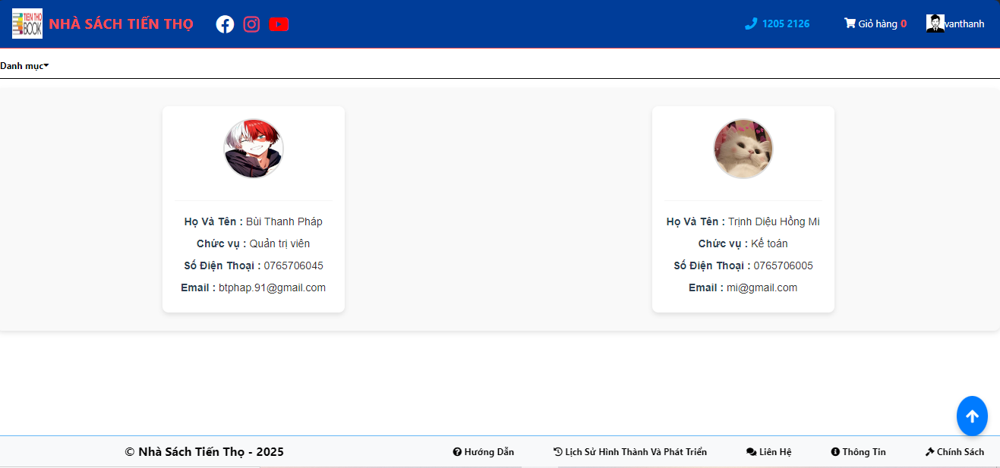 TIEN THO
BOOK
NHÀ SÁCH TIẾN THỌ
1205 2126
Giỏ hàng 0
vanthanh
Danh mục
Họ Và Tên : Bùi Thanh Pháp
Chức vụ : Quản trị viên
Số Điện Thoại : 0765706045
Email : btphap.91@gmail.com
Họ Và Tên : Trịnh Diệu Hồng Mi
Chức vụ : Kế toán
Số Điện Thoại : 0765706005
Email : mi@gmail.com
© Nhà Sách Tiến Thọ - 2025
Hướng Dẫn
Lịch Sử Hình Thành Và Phát Triển
Liên Hệ
Thông Tin
Chính Sách